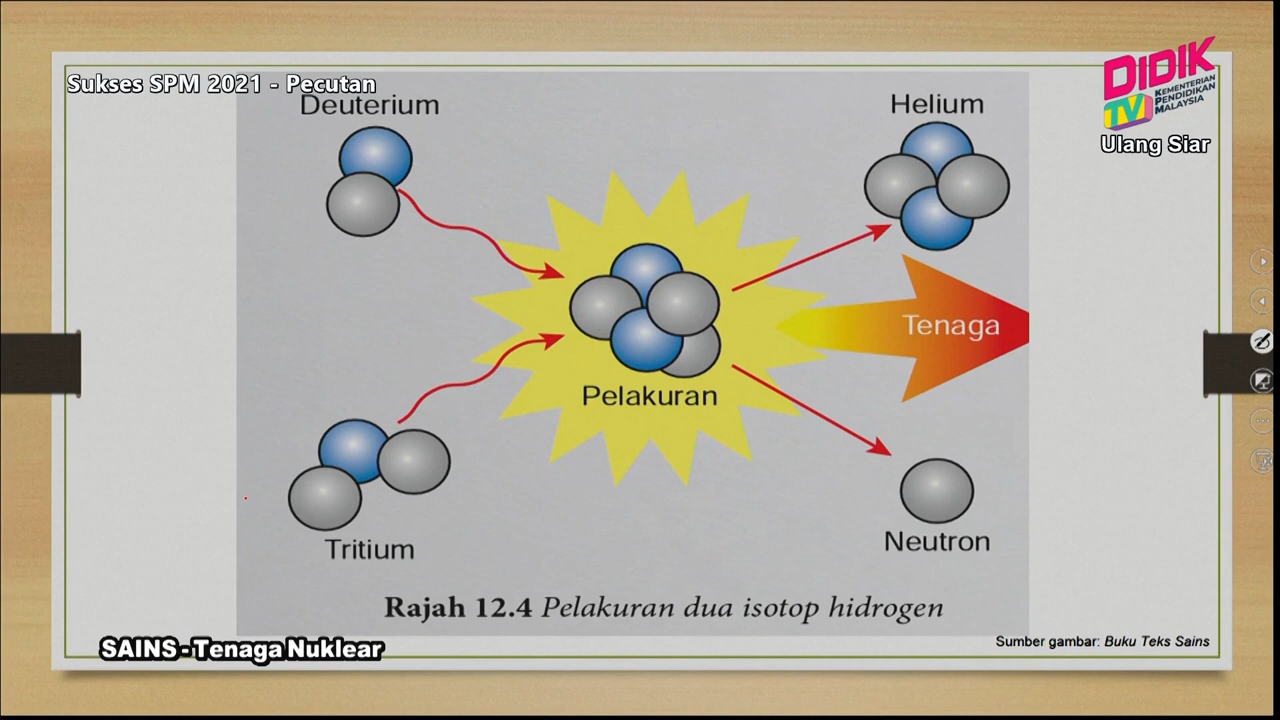 Sukses SPM 2021 - Pecutan
DIDIK
TV
KEMENTERIAN
PENDIDIKAN
MALAYSIA
Ulang Siar
Deuterium
Helium
Tenaga
Pelakuran
Tritium
Neutron
Rajah 12.4 Pelakuran dua isotop hidrogen
Sumber gambar: Buku Teks Sains
SAINS - Tenaga Nuklear